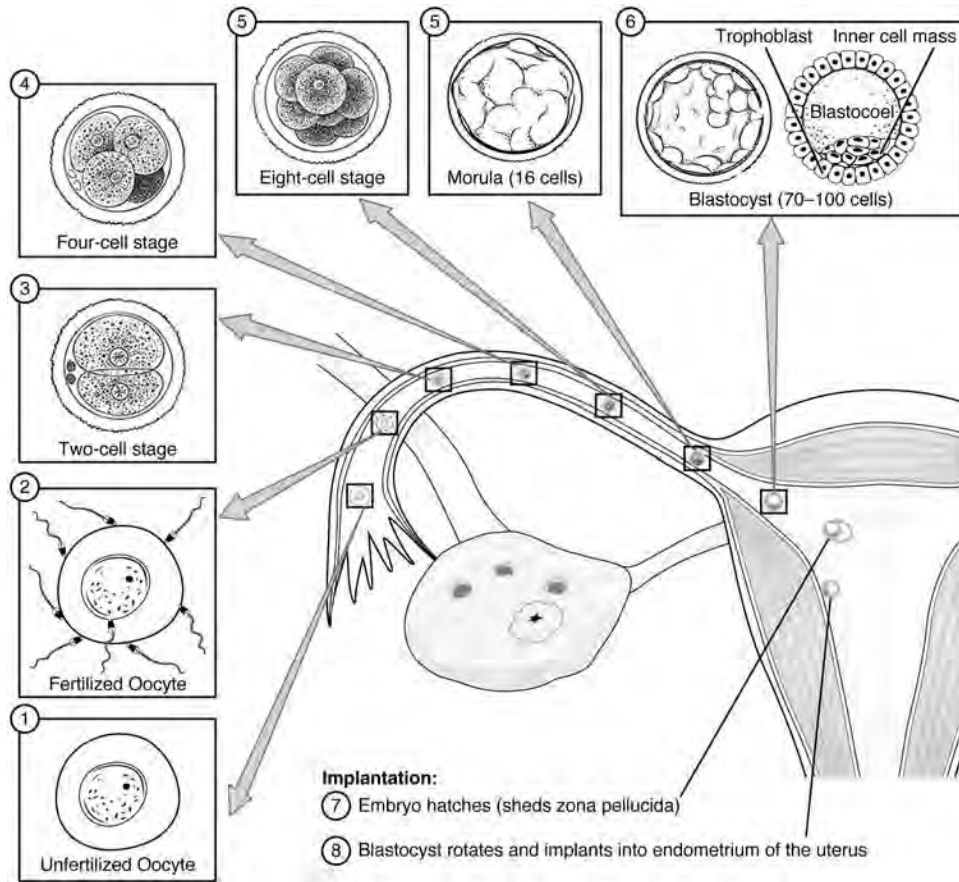 5
5
6
Trophoblast
Inner cell mass
4
Blastocoel
Eight-cell stage
Morula (16 cells)
Blastocyst (70–100 cells)
Four-cell stage
3
Two-cell stage
2
Fertilized Oocyte
1
Unfertilized Oocyte
Implantation:
7 Embryo hatches (sheds zona pellucida)
8 Blastocyst rotates and implants into endometrium of the uterus